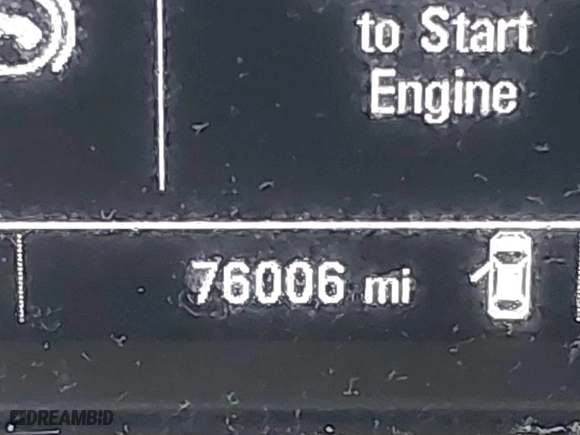 to Start
Engine
76006 mi
DREAMBID